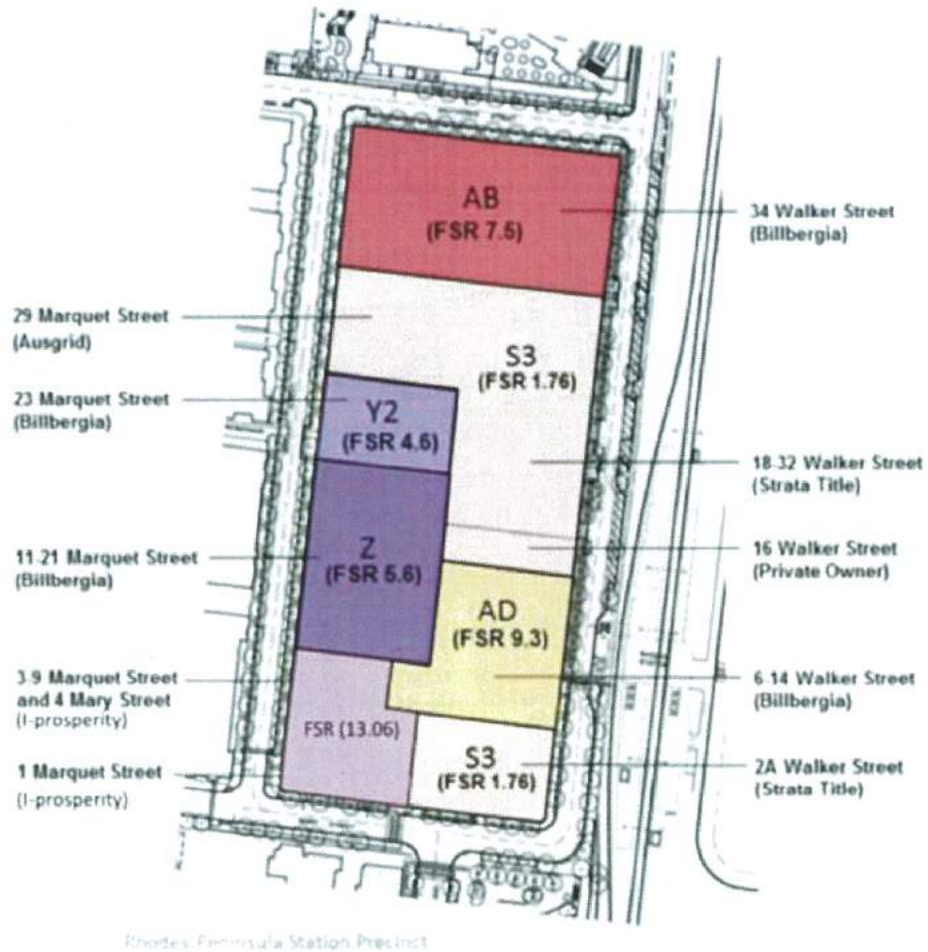 AB
(FSR 7.5)
34 Walker Street
(Billbergia)
29 Marquet Street
(Ausgrid)
S3
(FSR 1.76)
23 Marquet Street
(Billbergia)
Y2
(FSR 4.6)
18-32 Walker Street
(Strata Title)
11-21 Marquet Street
(Billbergia)
Z
(FSR 5.6)
16 Walker Street
(Private Owner)
AD
(FSR 9.3)
3-9 Marquet Street
and 4 Mary Street
(I-prosperity)
6-14 Walker Street
(Billbergia)
FSR (13.06)
1 Marquet Street
(I-prosperity)
S3
(FSR 1.76)
2A Walker Street
(Strata Title)
Rhodes Peninsula Station Precinct